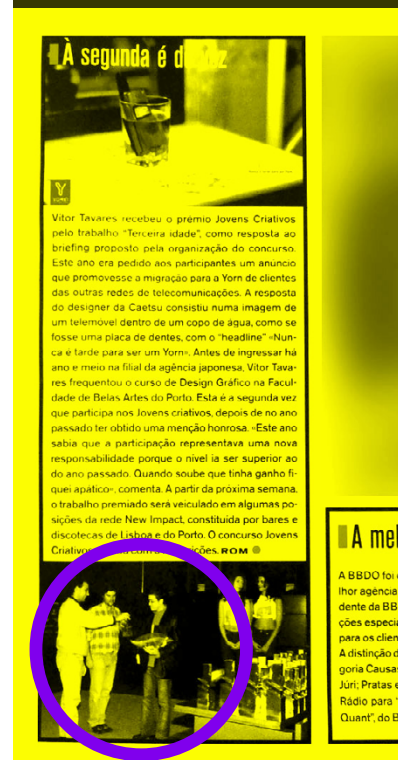 À segunda é de vez
Y
YORN
Vítor Tavares recebeu o prémio Jovens Criativos
pelo trabalho "Terceira idade", como resposta ao
briefing proposto pela organização do concurso.
Este ano era pedido aos participantes um anúncio
que promovesse a migração para a Yorn de clientes
das outras redes de telecomunicações. A resposta
do designer da Caetsu consistiu numa imagem de
um telemóvel dentro de um copo de água, como se
fosse uma placa de dentes, com o "headline" «Nun-
ca é tarde para ser um Yorn». Antes de ingressar há
ano e meio na filial da agência japonesa, Vítor Tava-
res frequentou o curso de Design Gráfico na Facul-
dade de Belas Artes do Porto. Esta é a segunda vez
que participa nos Jovens criativos, depois de no ano
passado ter obtido uma menção honrosa. «Este ano
sabia que a participação representava uma nova
responsabilidade porque o nível ia ser superior ao
do ano passado. Quando soube que tinha ganho fi-
quei apático», comenta. A partir da próxima semana,
o trabalho premiado será veiculado em algumas po-
sições da rede New Impact, constituida por bares e
discotecas de Lisboa e do Porto. O concurso Jovens
Criativos ROM
A mel
A BBDO foi
lhor agência
dente da BB
ções especia
para os clien
A distinção d
goria Causas
Júri; Pratas e
Rádio para "
Quant", do B